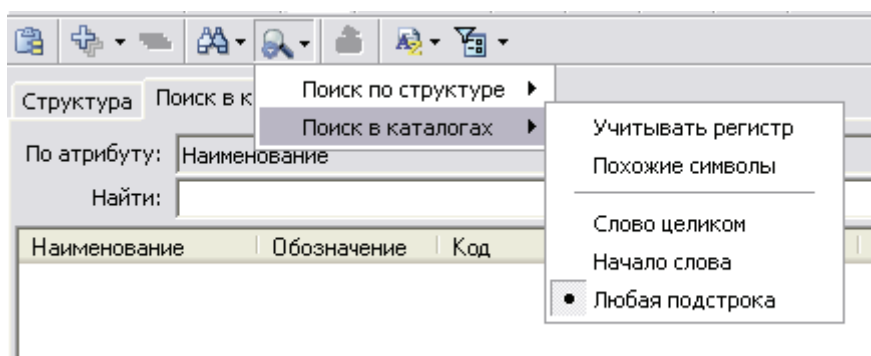 Поиск по структуре
Структура
Поиск в к
Поиск в каталогах
Учитывать регистр
По атрибуту:
Наименование
Похожие символы
Найти:
Слово целиком
Наименование
Обозначение
Код
Начало слова
Любая подстрока